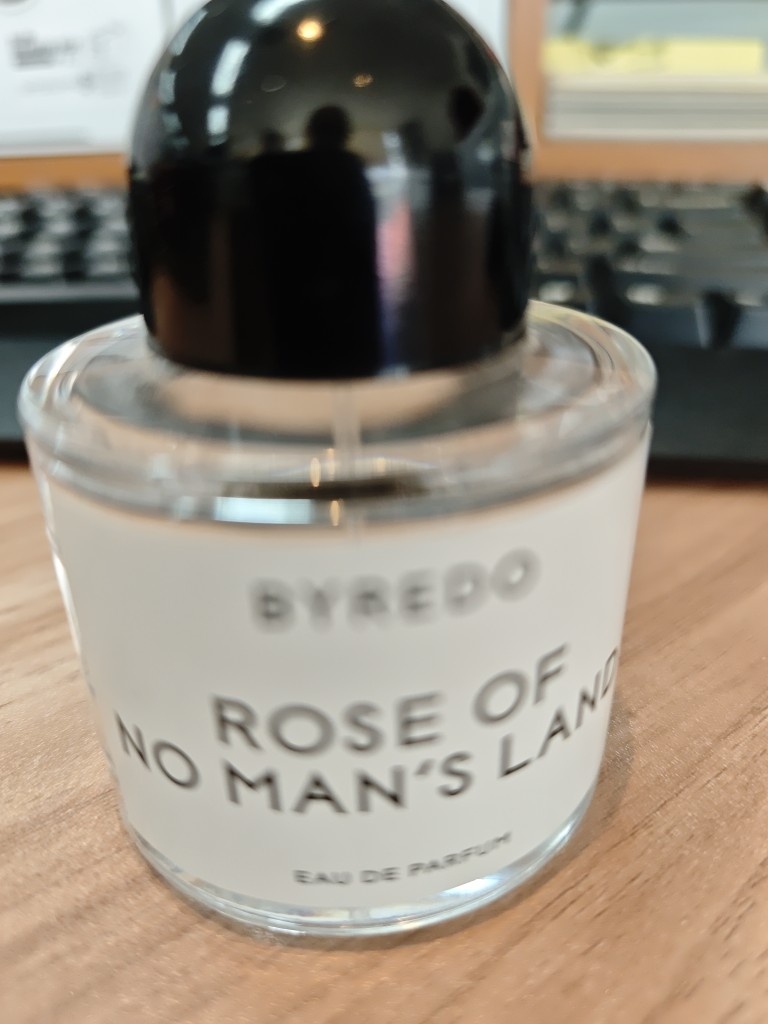 BYREDO
ROSE OF
NO MAN'S LAND
EAU DE PARFUM